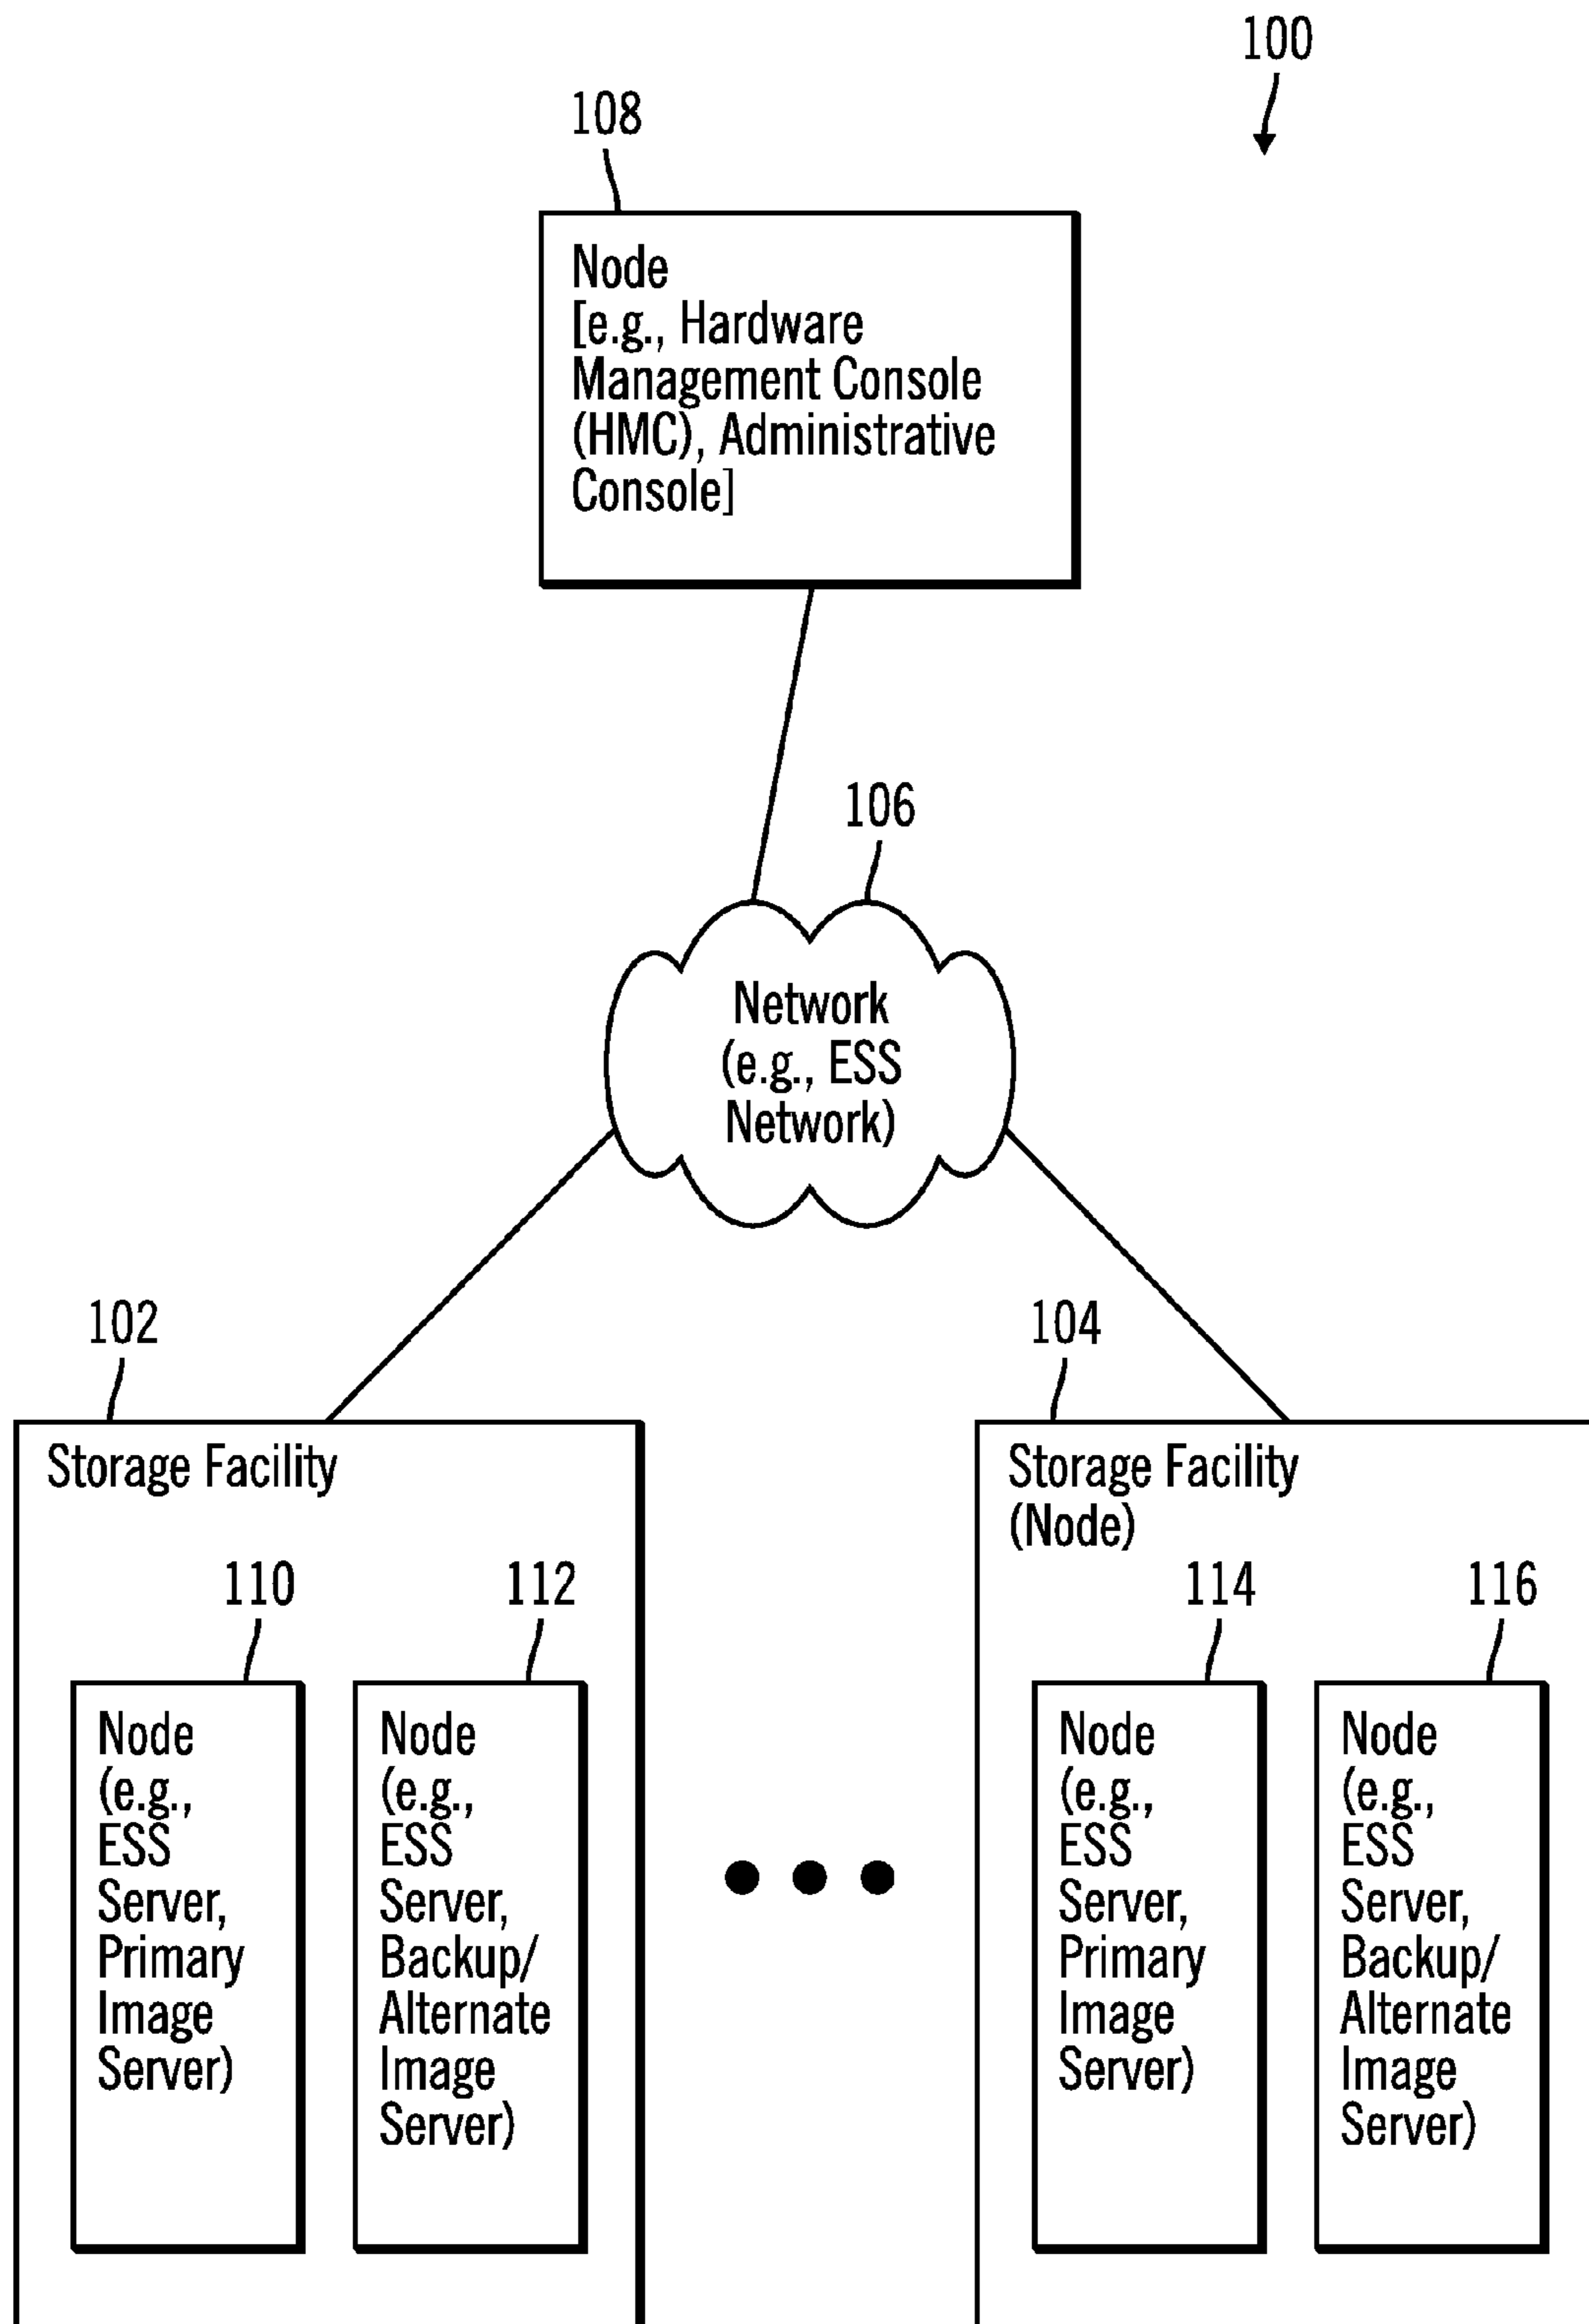 100
108
Node
[e.g., Hardware
Management Console
(HMC), Administrative
Console]
106
Network
(e.g., ESS
Network)
102
104
Storage Facility
Storage Facility
(Node)
110
112
114
116
Node
(e.g.,
ESS
Server,
Primary
Image
Server)
Node
(e.g.,
ESS
Server,
Backup/
Alternate
Image
Server)
Node
(e.g.,
ESS
Server,
Primary
Image
Server)
Node
(e.g.,
ESS
Server,
Backup/
Alternate
Image
Server)